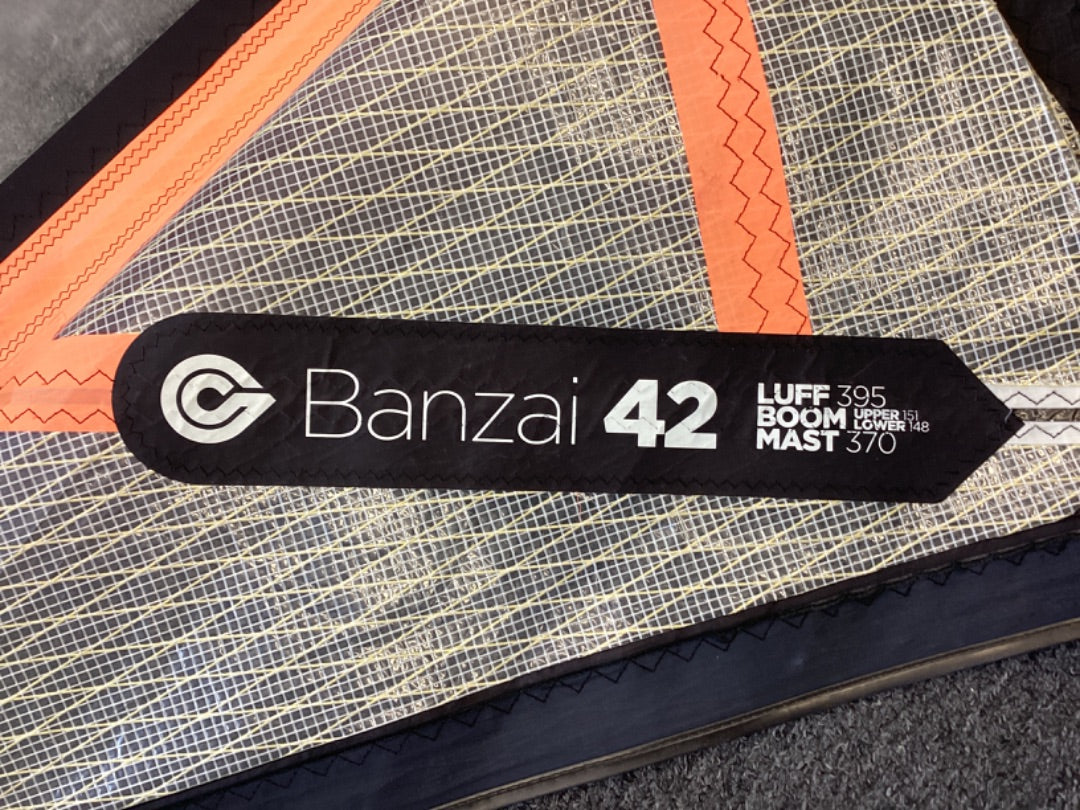 Banzai 42
LUFF 395
BOOM UPPER 151
LOWER 148
MAST 370